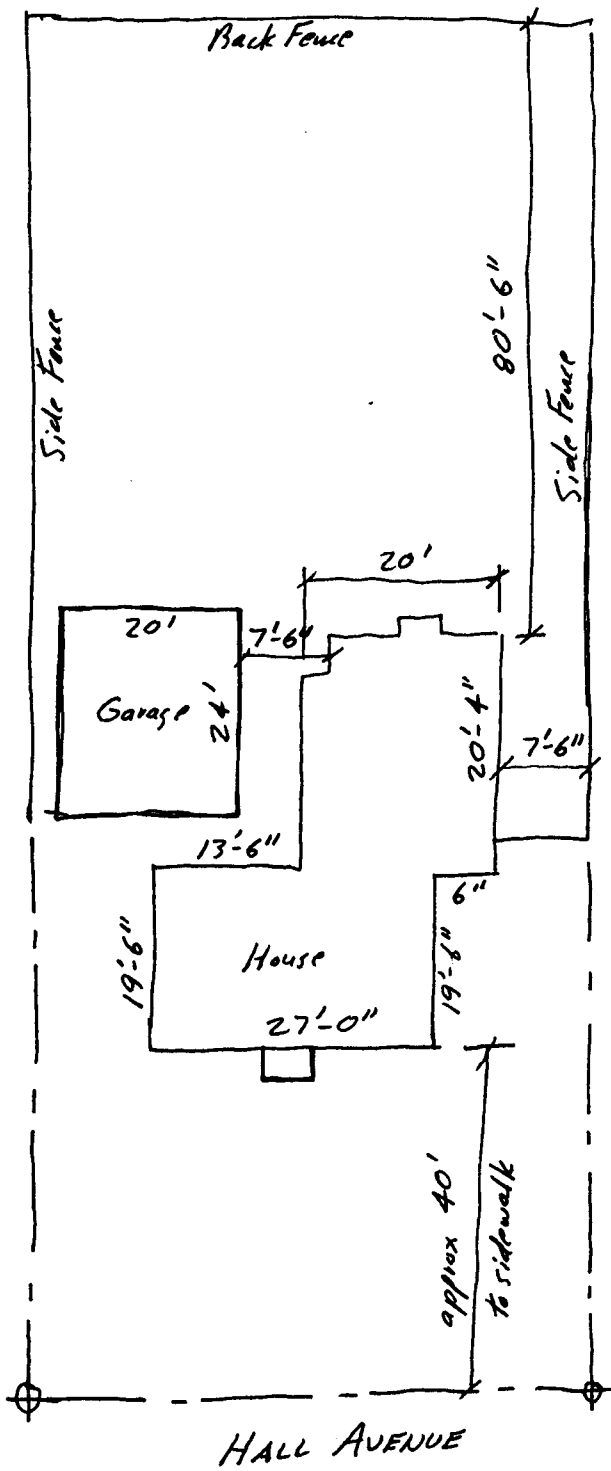 Back Fence
80'-6"
Side Fence
Side Fence
20'
20'
7'-6"
Garage
24'
20'-4"
7'-6"
13'-6"
6"
19'-6"
House
19'-6"
27'-0"
approx 40'
to sidewalk
HALL AVENUE